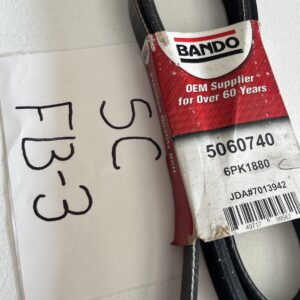 5C
FB-3
BANDO
OEM Supplier
for Over 60 Years
5060740
6PK1880
C
JDA#7013942